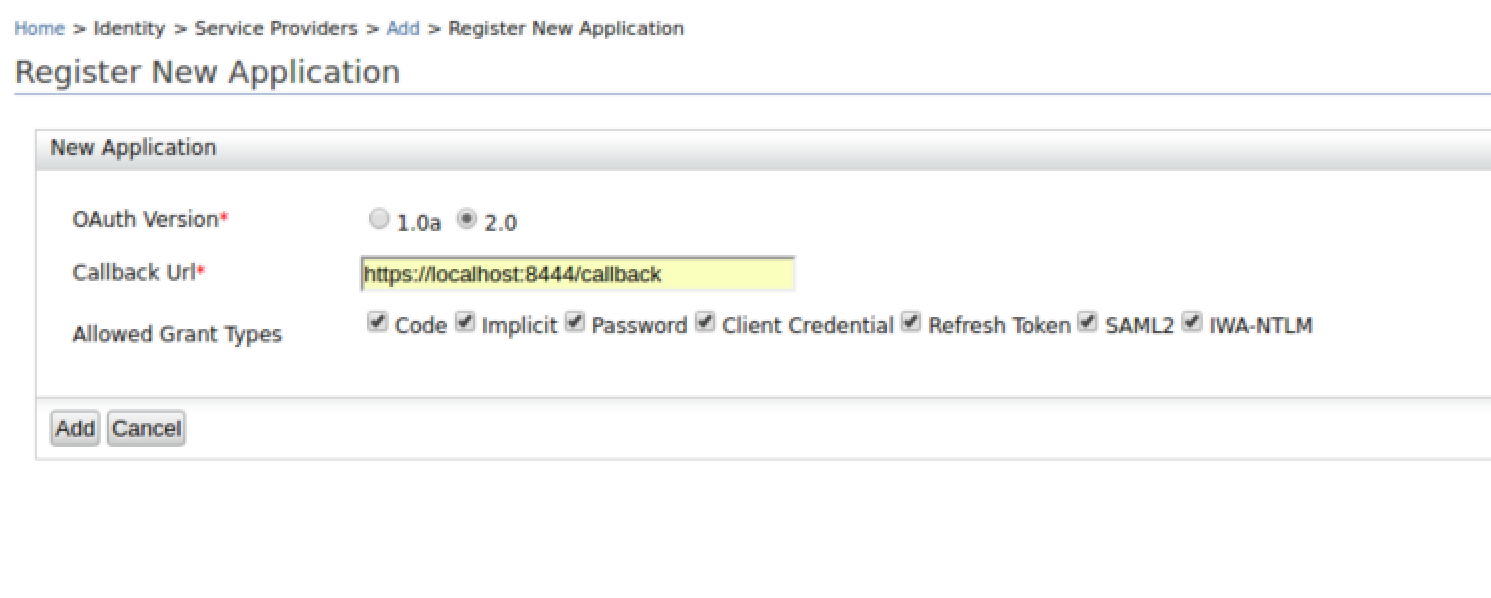 Home > Identity > Service Providers > Add > Register New Application
Register New Application
New Application
OAuth Version* 1.0a 2.0
Callback Url* https://localhost:8444/callback
Allowed Grant Types Code Implicit Password Client Credential Refresh Token SAML2 IWA-NTLM
Add Cancel